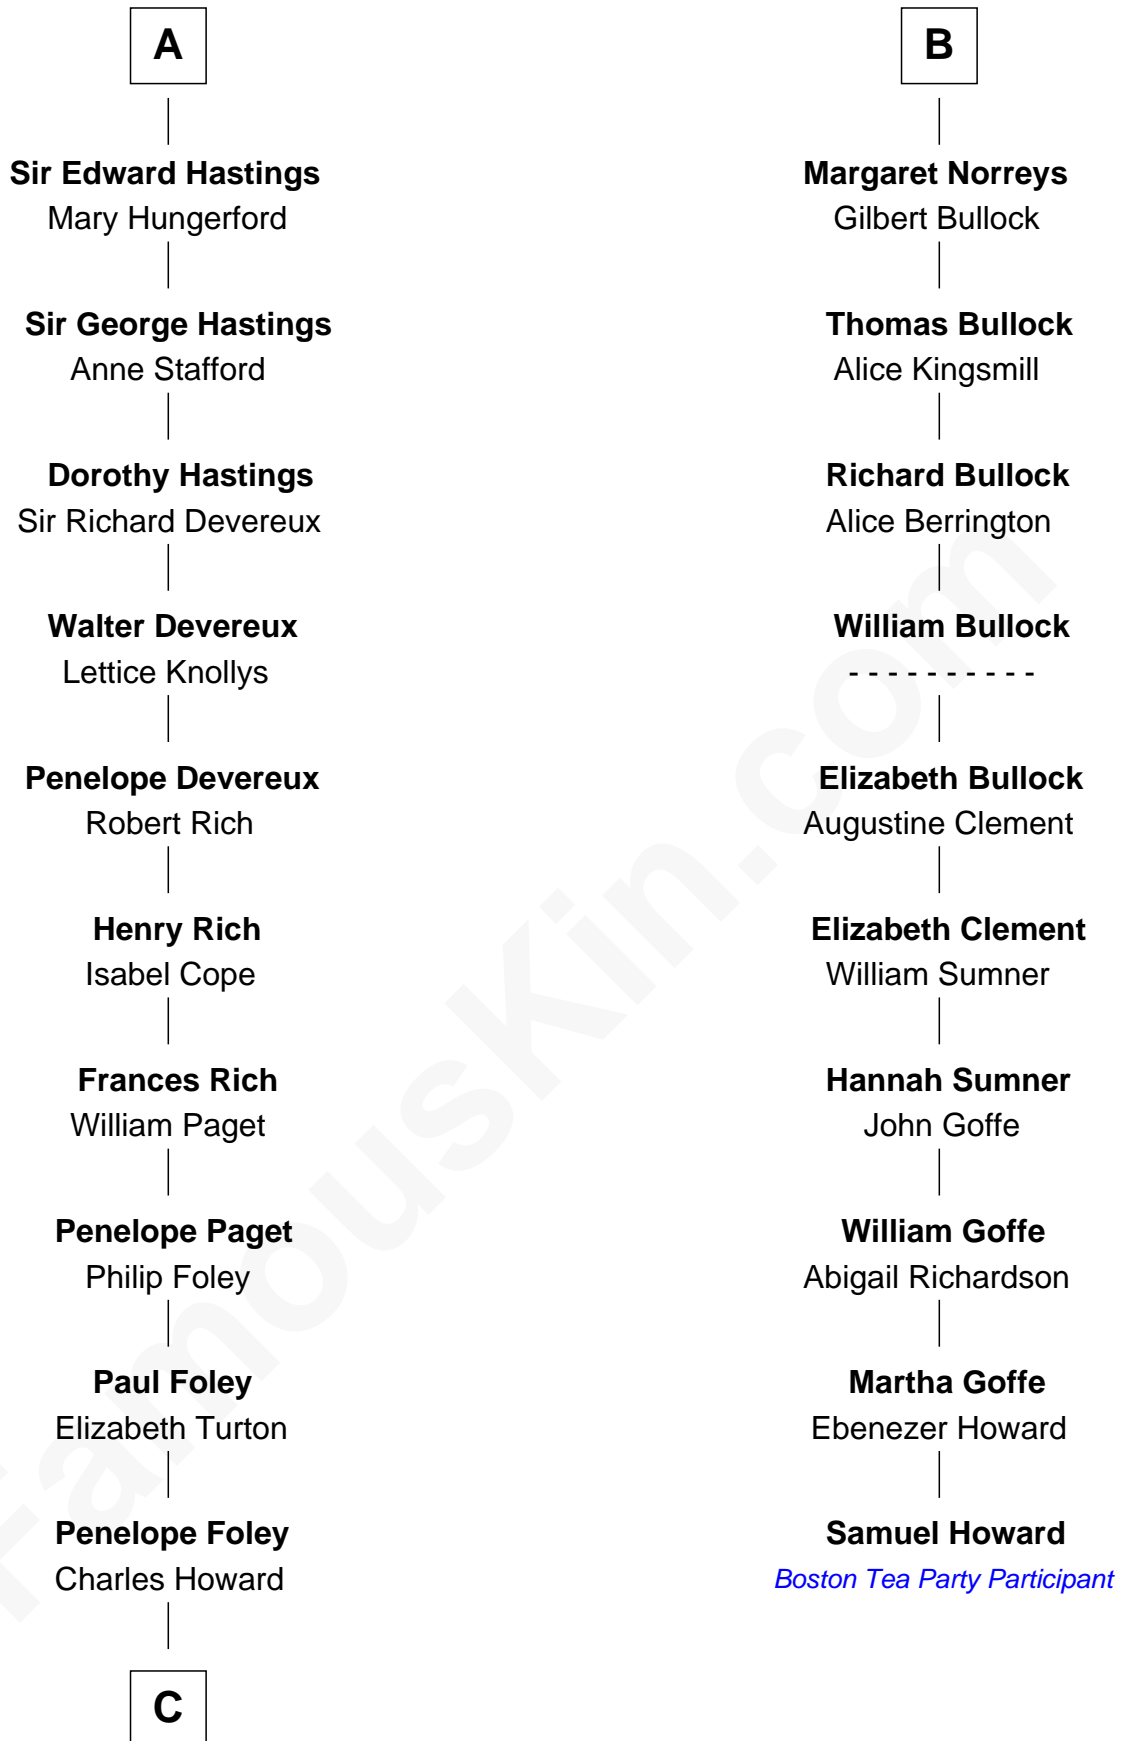 A
Sir Edward Hastings
Mary Hungerford
Sir George Hastings
Anne Stafford
Dorothy Hastings
Sir Richard Devereux
Walter Devereux
Lettice Knollys
Penelope Devereux
Robert Rich
Henry Rich
Isabel Cope
Frances Rich
William Paget
Penelope Paget
Philip Foley
Paul Foley
Elizabeth Turton
Penelope Foley
Charles Howard
C
B
Margaret Norreys
Gilbert Bullock
Thomas Bullock
Alice Kingsmill
Richard Bullock
Alice Berrington
William Bullock
- - - - - - - - - -
Elizabeth Bullock
Augustine Clement
Elizabeth Clement
William Sumner
Hannah Sumner
John Goffe
William Goffe
Abigail Richardson
Martha Goffe
Ebenezer Howard
Samuel Howard
Boston Tea Party Participant
FamousKin.com